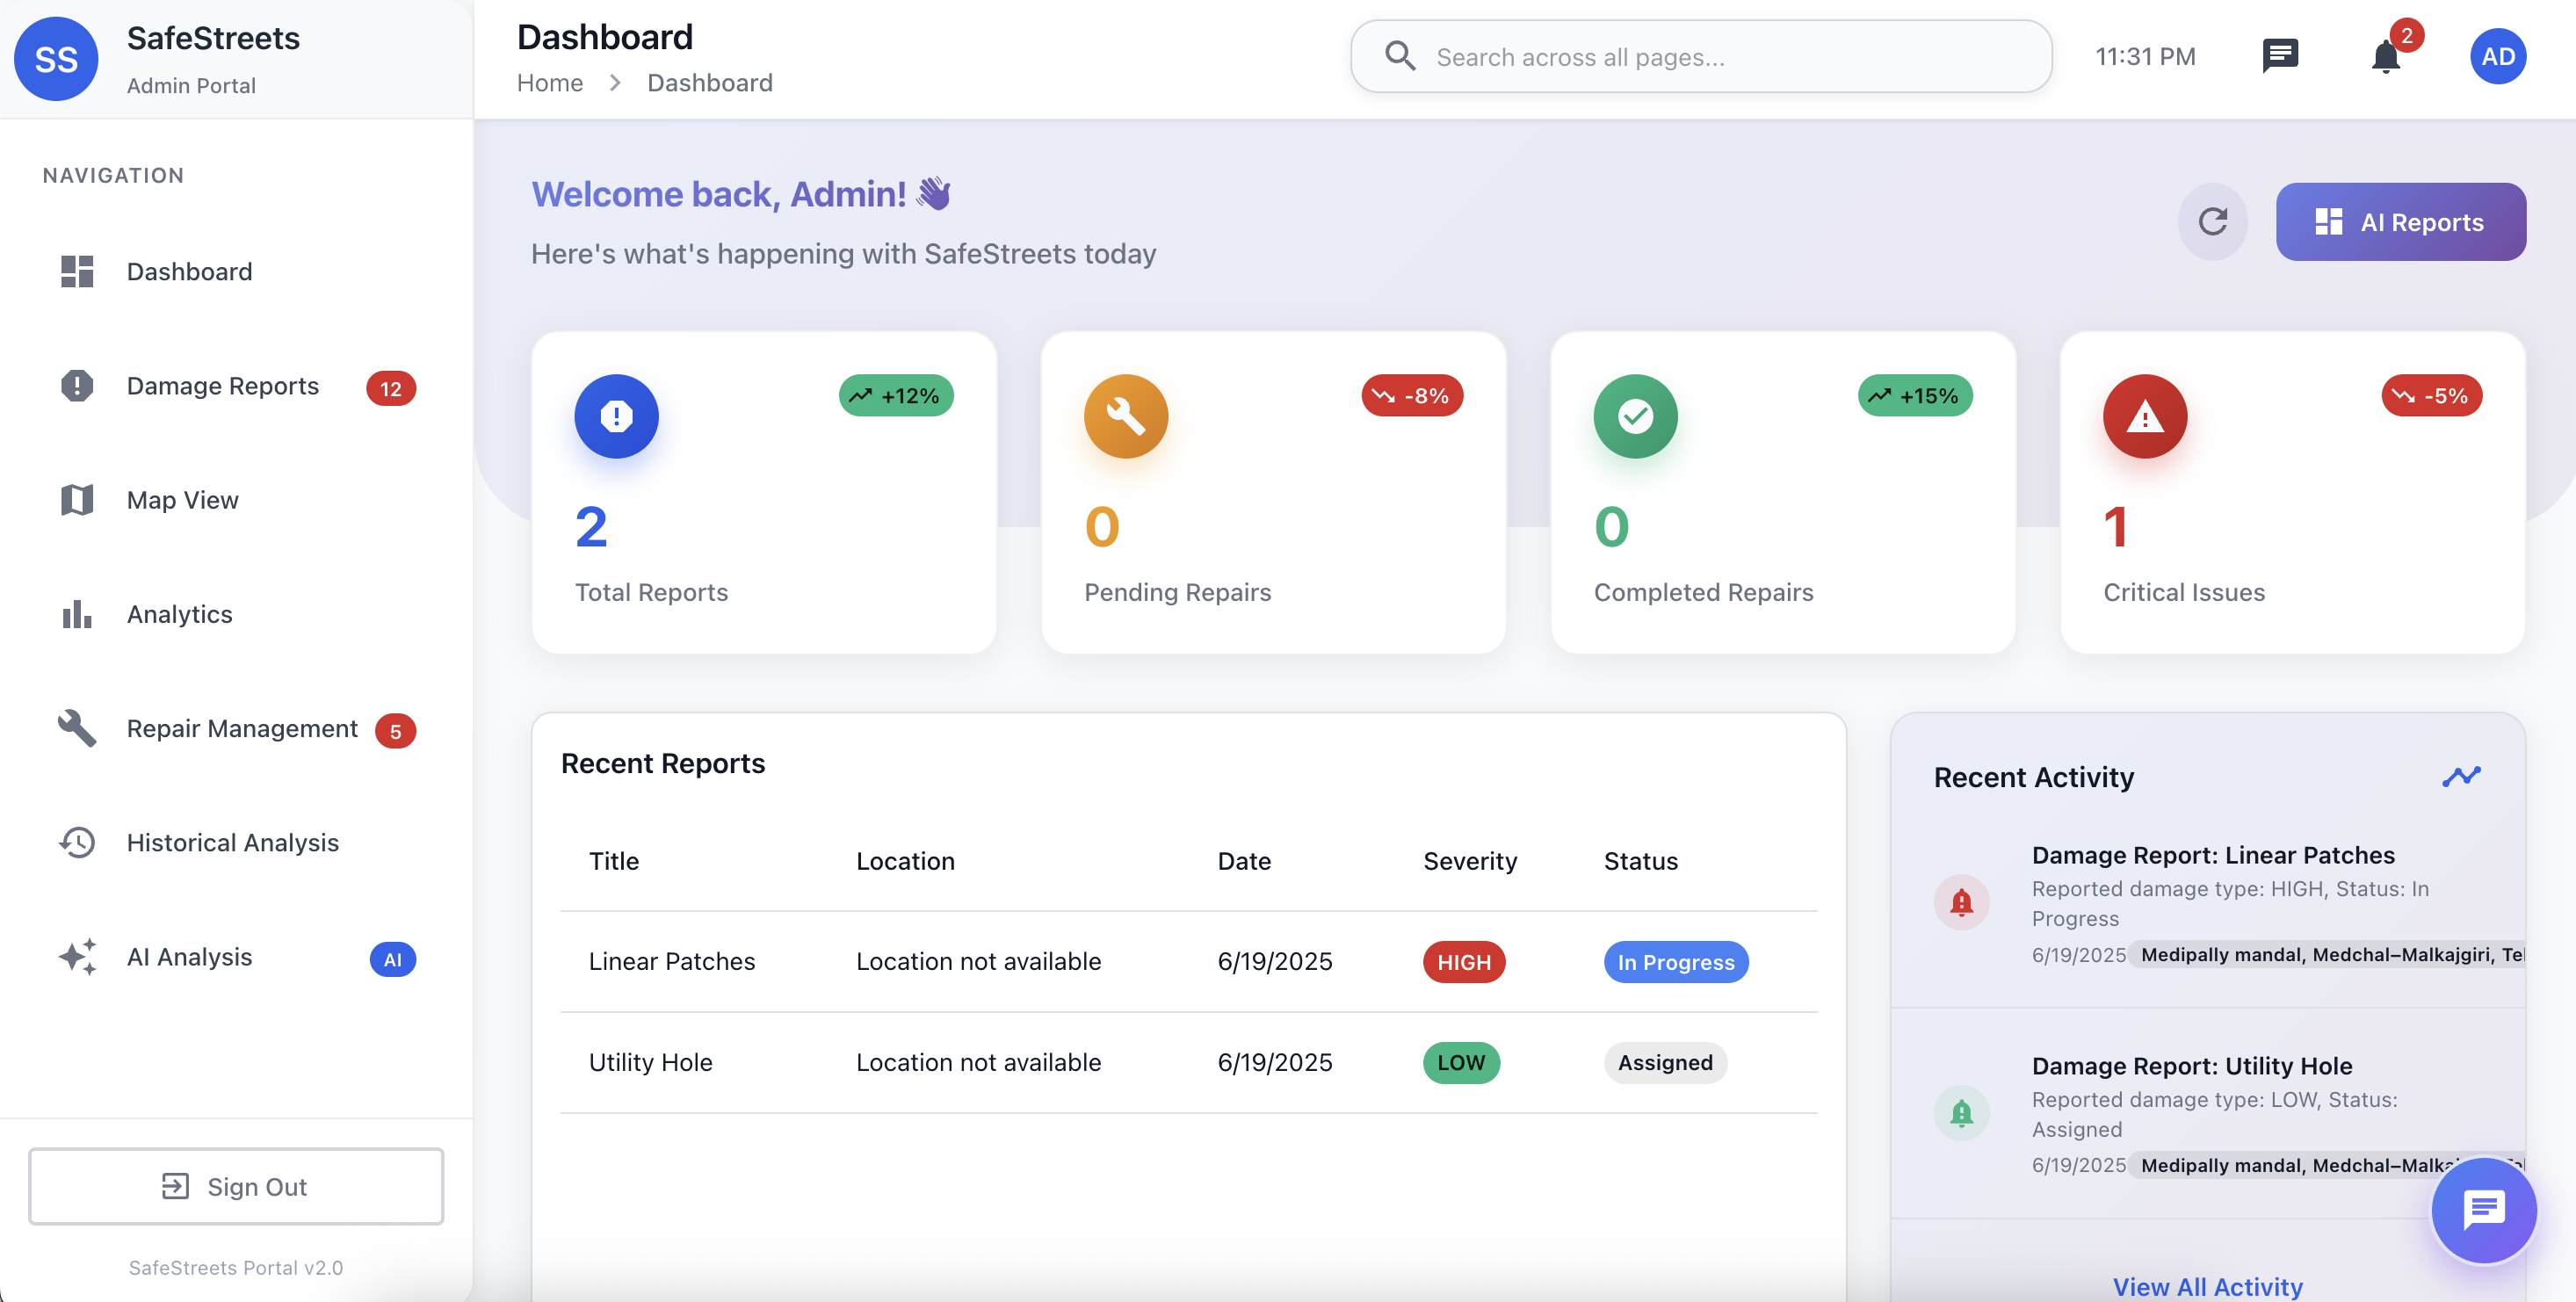 SS
SafeStreets
Admin Portal
NAVIGATION
Dashboard
Damage Reports 12
Map View
Analytics
Repair Management 5
Historical Analysis
AI Analysis AI
Sign Out
SafeStreets Portal v2.0
Dashboard
Home > Dashboard
Search across all pages...
11:31 PM
2
AD
Welcome back, Admin! 👋
Here's what's happening with SafeStreets today
AI Reports
+12%
2
Total Reports
-8%
0
Pending Repairs
+15%
0
Completed Repairs
-5%
1
Critical Issues
Recent Reports
Title Location Date Severity Status
Linear Patches Location not available 6/19/2025 HIGH In Progress
Utility Hole Location not available 6/19/2025 LOW Assigned
Recent Activity
Damage Report: Linear Patches
Reported damage type: HIGH, Status: In
Progress
6/19/2025 Medipally mandal, Medchal–Malkajgiri,
Damage Report: Utility Hole
Reported damage type: LOW, Status:
Assigned
6/19/2025 Medipally mandal,
View All Activity